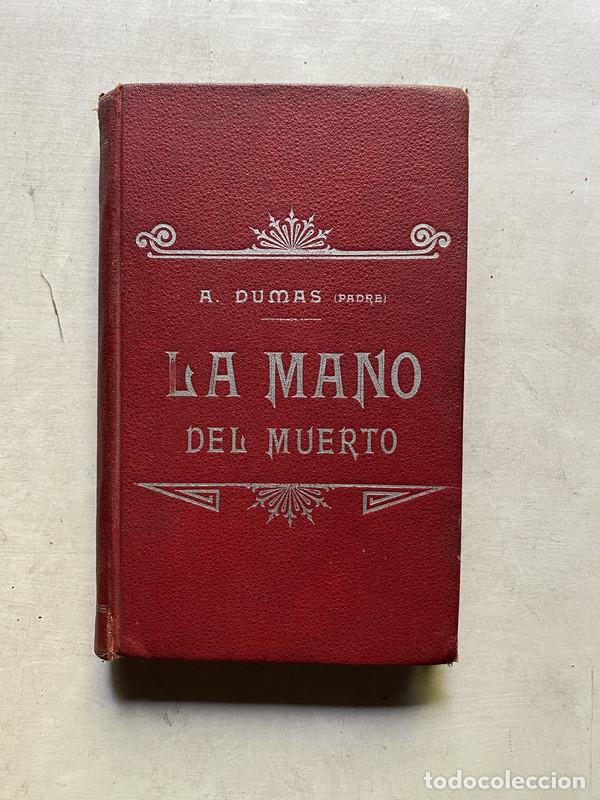 A. DUMAS (PADRE)
LA MANO
DEL MUERTO
todocoleccion